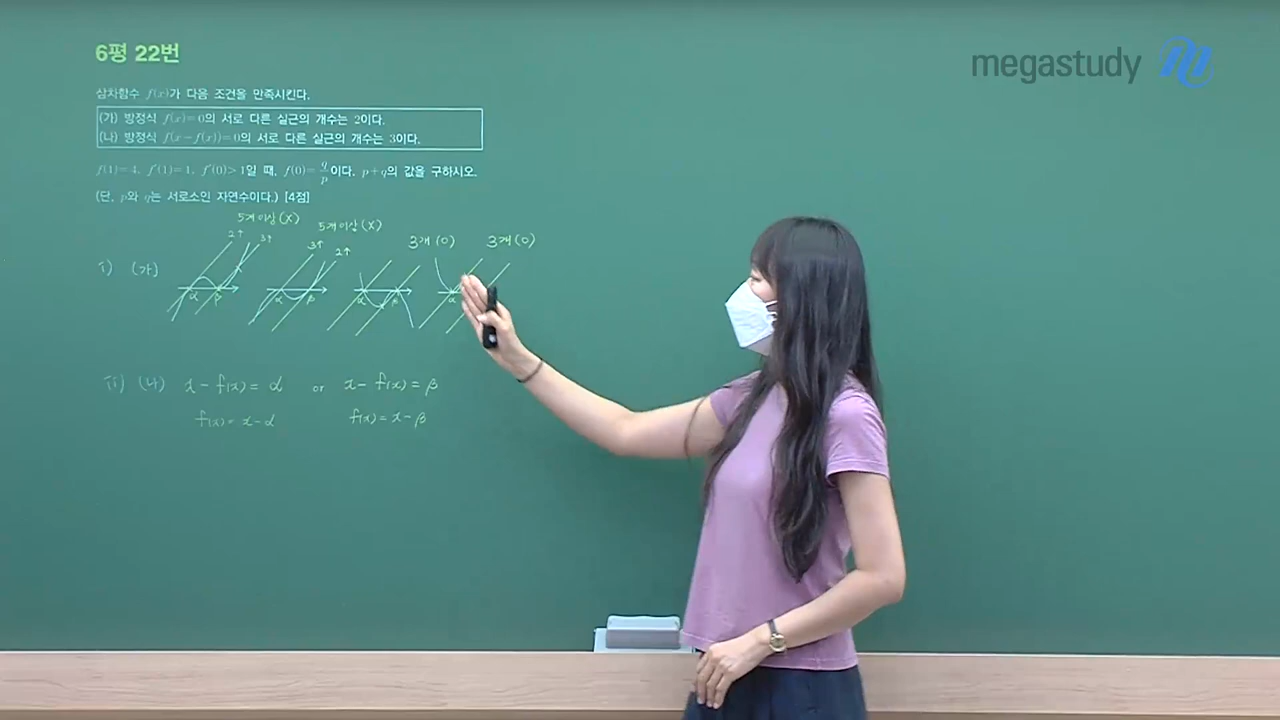 6평 22번
megastudy
삼차함수 f(x)가 다음 조건을 만족시킨다.
(가) 방정식 f(x)=0의 서로 다른 실근의 개수는 2이다.
(나) 방정식 f(x-f(x))=0의 서로 다른 실근의 개수는 3이다.
f(1)=4, f'(1)=1, f'(0)>1일 때, f(0)=q/p이다. p+q의 값을 구하시오.
(단, p와 q는 서로소인 자연수이다.) [4점]
5개 이상 (X) 5개 이상 (X) 3개 (O) 3개 (O)
2↑ 3↑ 3↑ 2↑
i) (가) α β α β α β α
ii) (나) x - f(x) = α or x - f(x) = β
f(x) = x - α f(x) = x - β